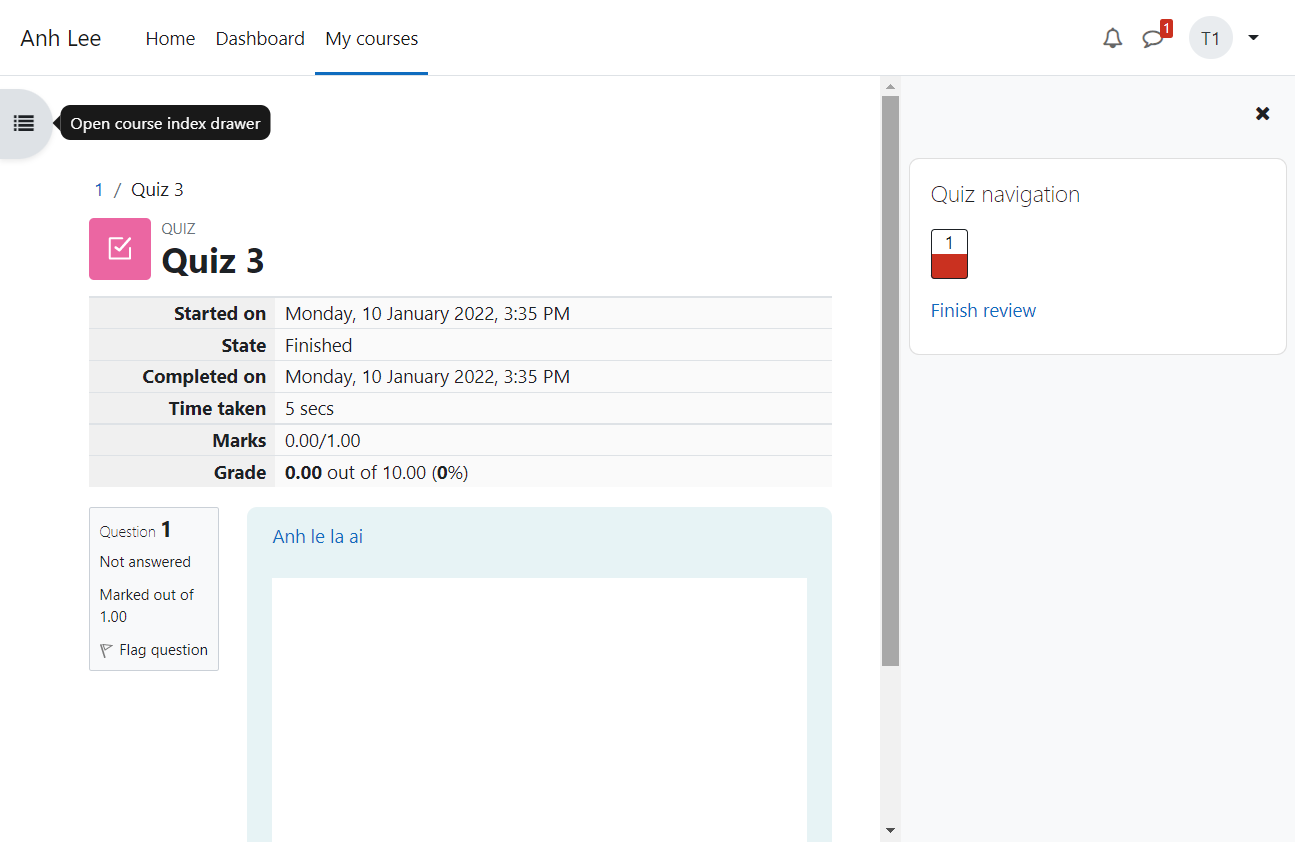 Anh Lee Home Dashboard My courses 1 T1
Open course index drawer
1 / Quiz 3
QUIZ
Quiz 3
Started on Monday, 10 January 2022, 3:35 PM
State Finished
Completed on Monday, 10 January 2022, 3:35 PM
Time taken 5 secs
Marks 0.00/1.00
Grade 0.00 out of 10.00 (0%)
Question 1
Not answered
Marked out of
1.00
Flag question
Anh le la ai
Quiz navigation
1
Finish review